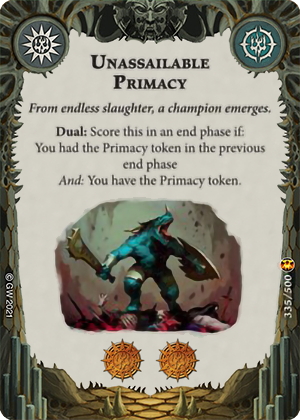 Unassailable
Primacy
From endless slaughter, a champion emerges.
Dual: Score this in an end phase if:
You had the Primacy token in the previous
end phase
And: You have the Primacy token.
© GW 2021
335/500